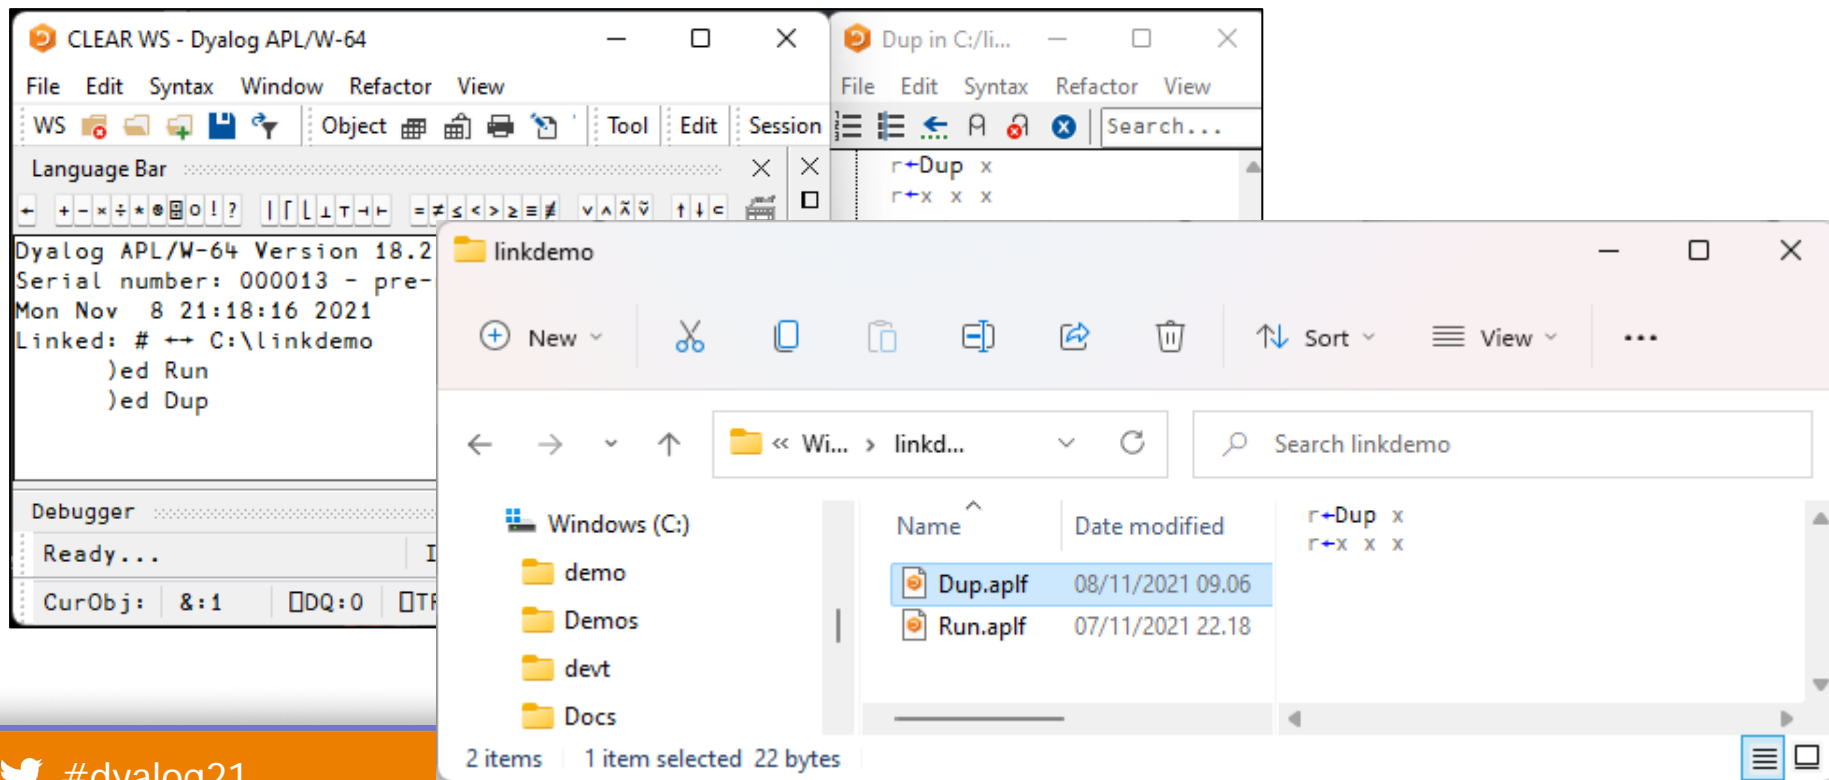 CLEAR WS - Dyalog APL/W-64
File Edit Syntax Window Refactor View
WS Object Tool Edit Session
Language Bar
← + - × ÷ * ⍟ ⌹ ○ ! ? | ⌈ ⌊ ⊥ ⊤ ⊣ ⊢ = ≠ ≤ < > ≥ ≡ ≢ ∨ ∧ ⍲ ⍱ ↑ ↓ ⊂
Dyalog APL/W-64 Version 18.2
Serial number: 000013 - pre-
Mon Nov 8 21:18:16 2021
Linked: # ←→ C:\linkdemo
)ed Run
)ed Dup
Debugger
Ready...
CurObj: &:1 ⎕DQ:0
Dup in C:/li...
File Edit Syntax Refactor View
Search...
r←Dup x
r←x x x
linkdemo
New Sort View ...
« Wi... > linkd...
Search linkdemo
Windows (C:)
demo
Demos
devt
Docs
Name Date modified
Dup.aplf 08/11/2021 09.06
Run.aplf 07/11/2021 22.18
r←Dup x
r←x x x
2 items 1 item selected 22 bytes
#dyalog21